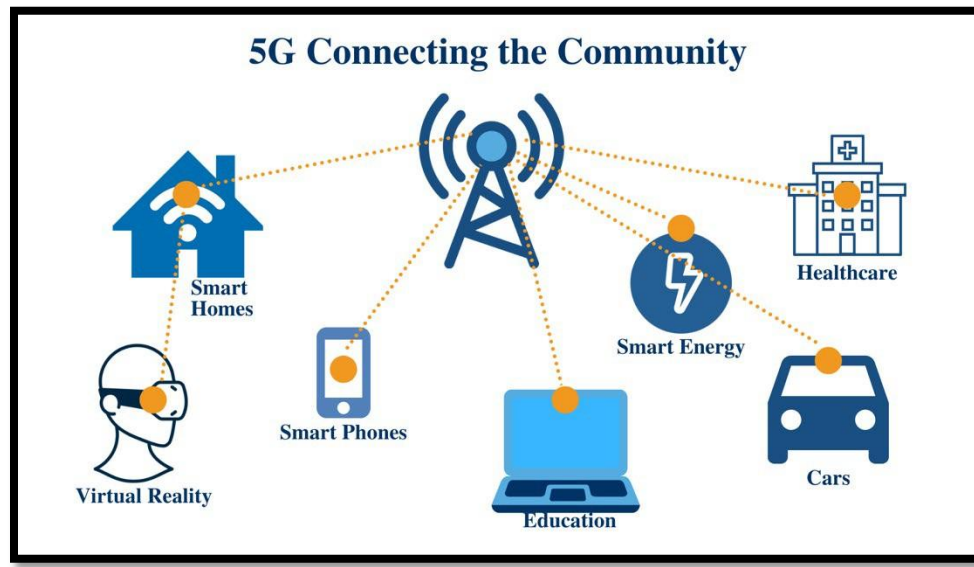 5G Connecting the Community
Smart
Homes
Healthcare
Smart Energy
Smart Phones
Cars
Virtual Reality
Education